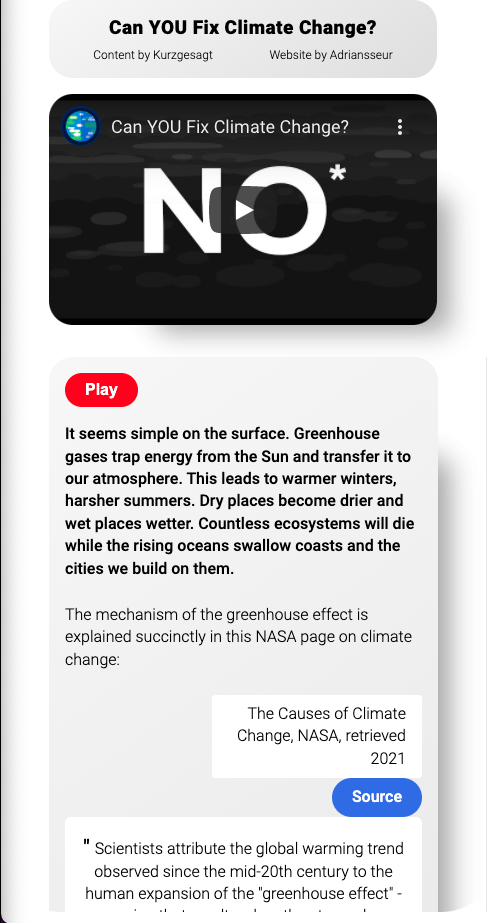 Can YOU Fix Climate Change?
Content by Kurzgesagt Website by Adriansseur
Can YOU Fix Climate Change?
NO*
Play
It seems simple on the surface. Greenhouse
gases trap energy from the Sun and transfer it to
our atmosphere. This leads to warmer winters,
harsher summers. Dry places become drier and
wet places wetter. Countless ecosystems will die
while the rising oceans swallow coasts and the
cities we build on them.
The mechanism of the greenhouse effect is
explained succinctly in this NASA page on climate
change:
The Causes of Climate
Change, NASA, retrieved
2021
Source
" Scientists attribute the global warming trend
observed since the mid-20th century to the
human expansion of the "greenhouse effect" -